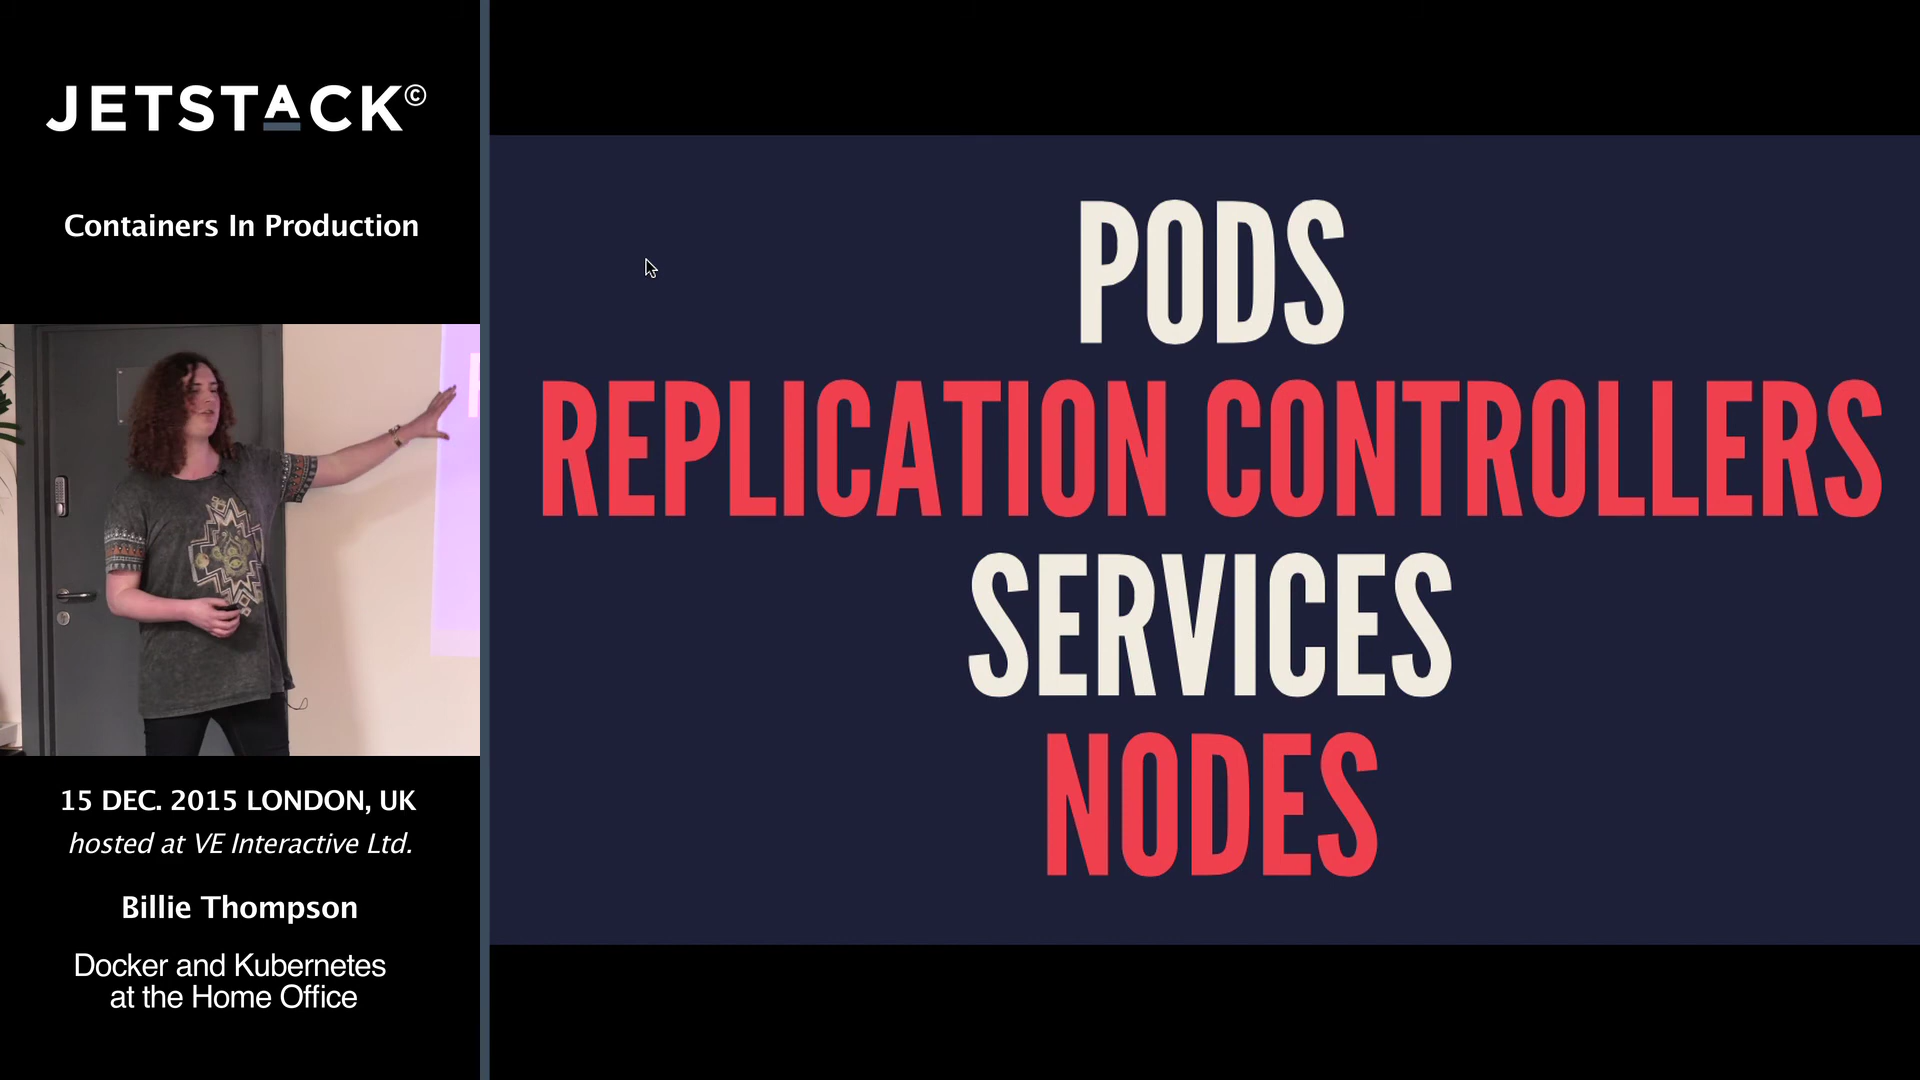 JETSTACK©
Containers In Production
15 DEC. 2015 LONDON, UK
hosted at VE Interactive Ltd.
Billie Thompson
Docker and Kubernetes
at the Home Office
PODS
REPLICATION CONTROLLERS
SERVICES
NODES